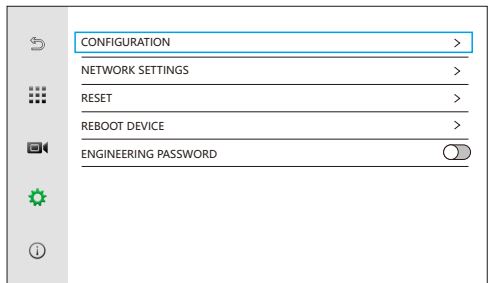 CONFIGURATION
NETWORK SETTINGS
RESET
REBOOT DEVICE
ENGINEERING PASSWORD